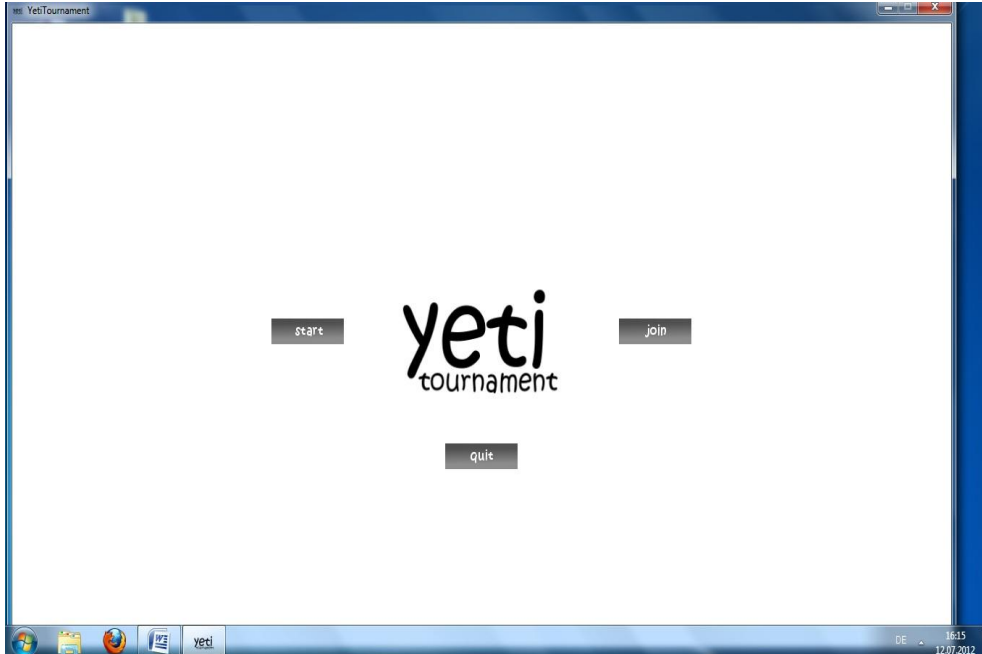 YetiTournament
yeti
tournament
start
join
quit
yeti
DE
16:15
12.07.2012